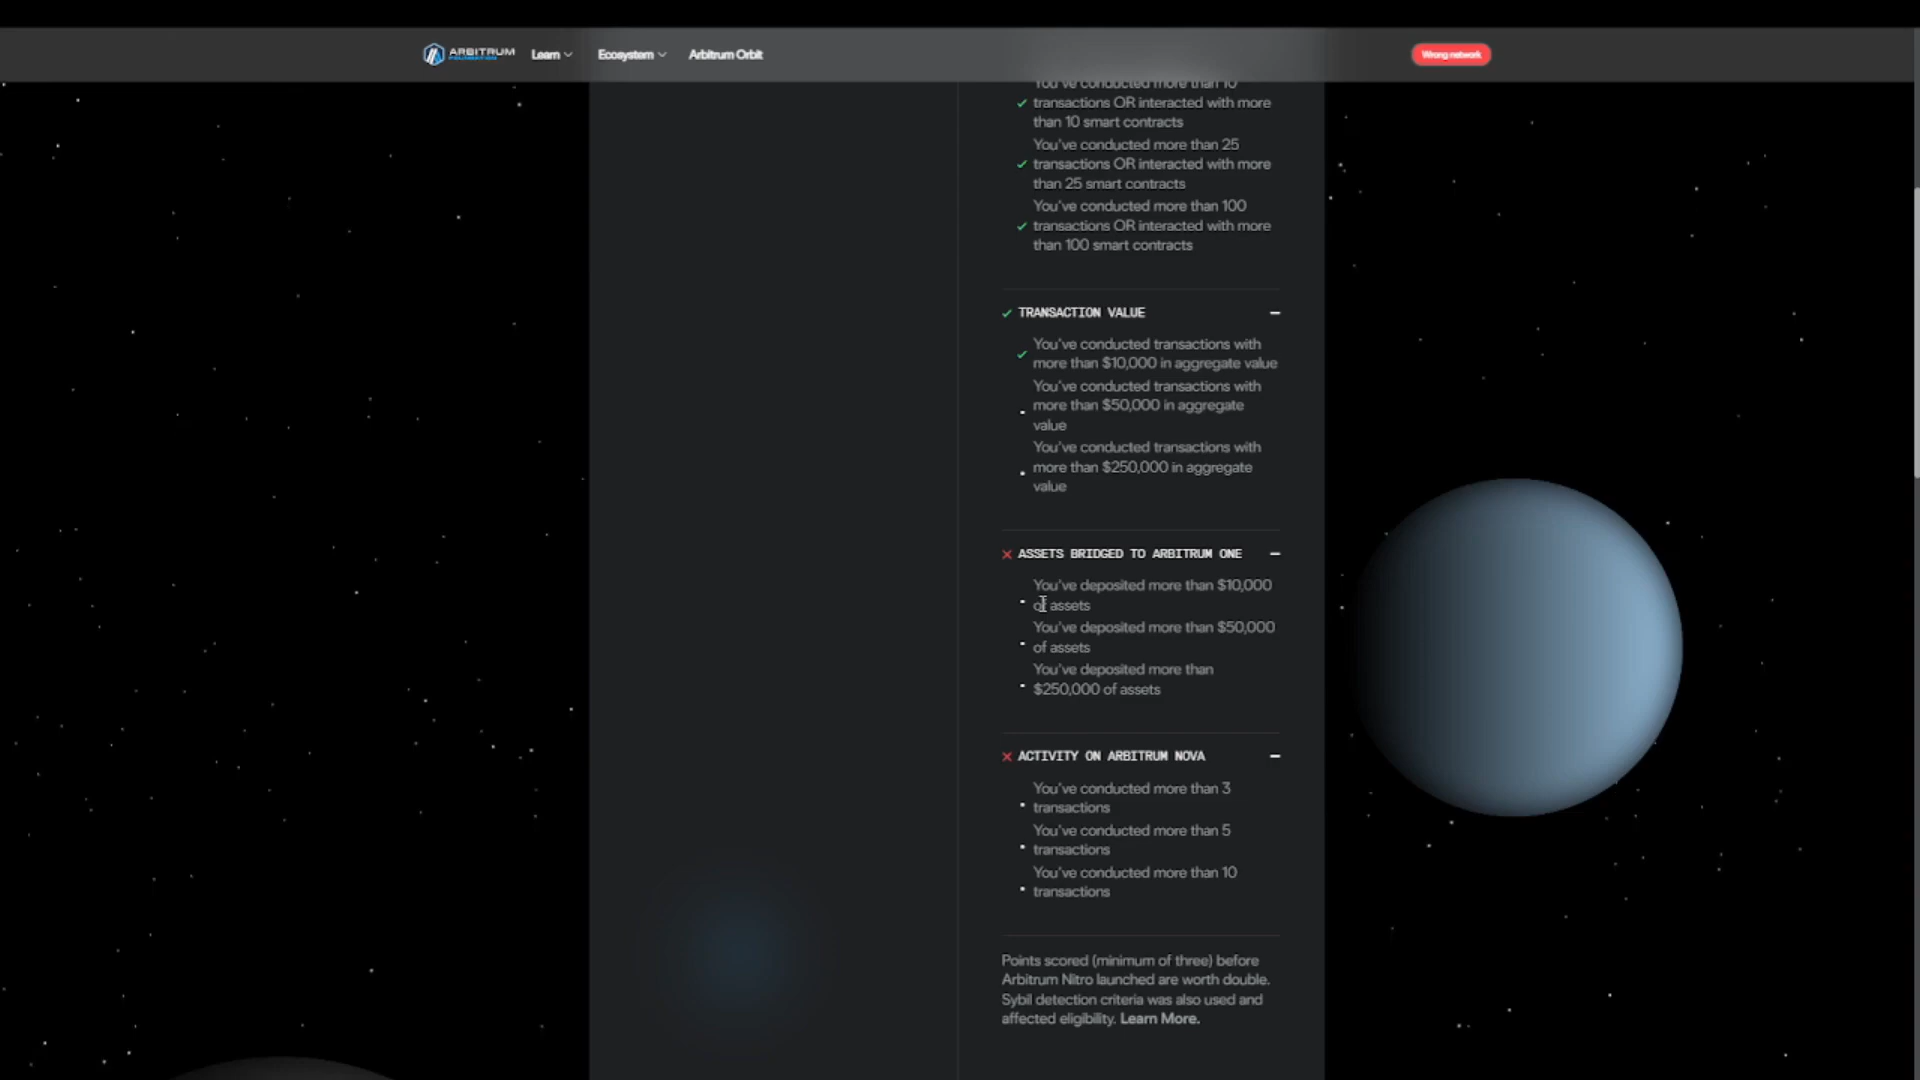 ARBITRUM
FOUNDATION
Learn
Ecosystem
Arbitrum Orbit
Wrong network
You've conducted more than 10
transactions OR interacted with more
than 10 smart contracts
You've conducted more than 25
transactions OR interacted with more
than 25 smart contracts
You've conducted more than 100
transactions OR interacted with more
than 100 smart contracts
TRANSACTION VALUE
You've conducted transactions with
more than $10,000 in aggregate value
You've conducted transactions with
more than $50,000 in aggregate
value
You've conducted transactions with
more than $250,000 in aggregate
value
ASSETS BRIDGED TO ARBITRUM ONE
You've deposited more than $10,000
of assets
You've deposited more than $50,000
of assets
You've deposited more than
$250,000 of assets
ACTIVITY ON ARBITRUM NOVA
You've conducted more than 3
transactions
You've conducted more than 5
transactions
You've conducted more than 10
transactions
Points scored (minimum of three) before
Arbitrum Nitro launched are worth double.
Sybil detection criteria was also used and
affected eligibility. Learn More.